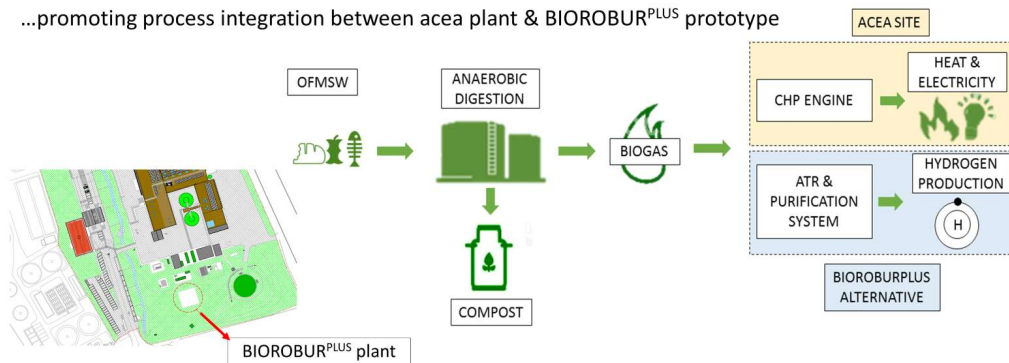 ...promoting process integration between acea plant & BIOROBURPLUS prototype
ACEA SITE
OFMSW
ANAEROBIC
DIGESTION
BIOGAS
CHP ENGINE
HEAT &
ELECTRICITY
ATR &
PURIFICATION
SYSTEM
HYDROGEN
PRODUCTION
H
COMPOST
BIOROBURPLUS
ALTERNATIVE
BIOROBURPLUS plant